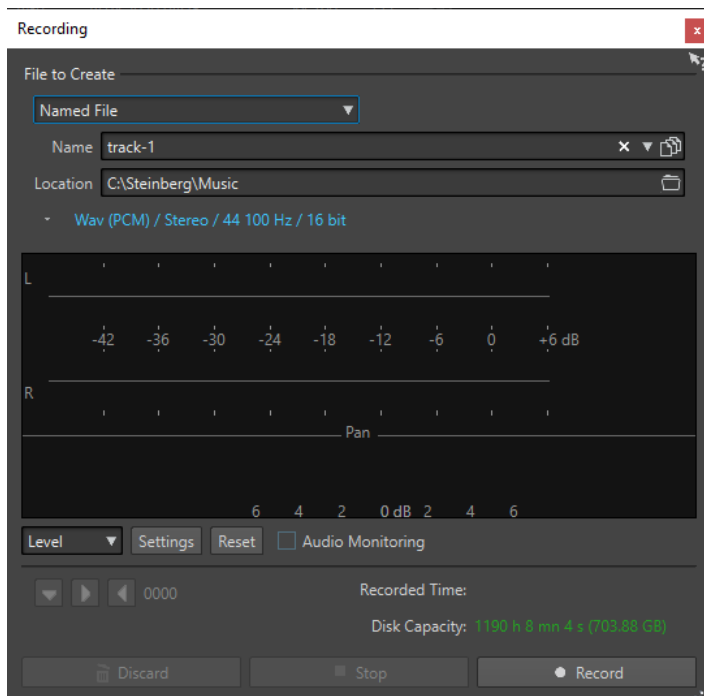 Recording
x
File to Create
Named File
Name track-1
Location C:\Steinberg\Music
Wav (PCM) / Stereo / 44 100 Hz / 16 bit
L
-42 -36 -30 -24 -18 -12 -6 0 +6 dB
R
Pan
6 4 2 0 dB 2 4 6
Level Settings Reset Audio Monitoring
0000 Recorded Time:
Disk Capacity: 1190 h 8 mn 4 s (703.88 GB)
Discard Stop Record